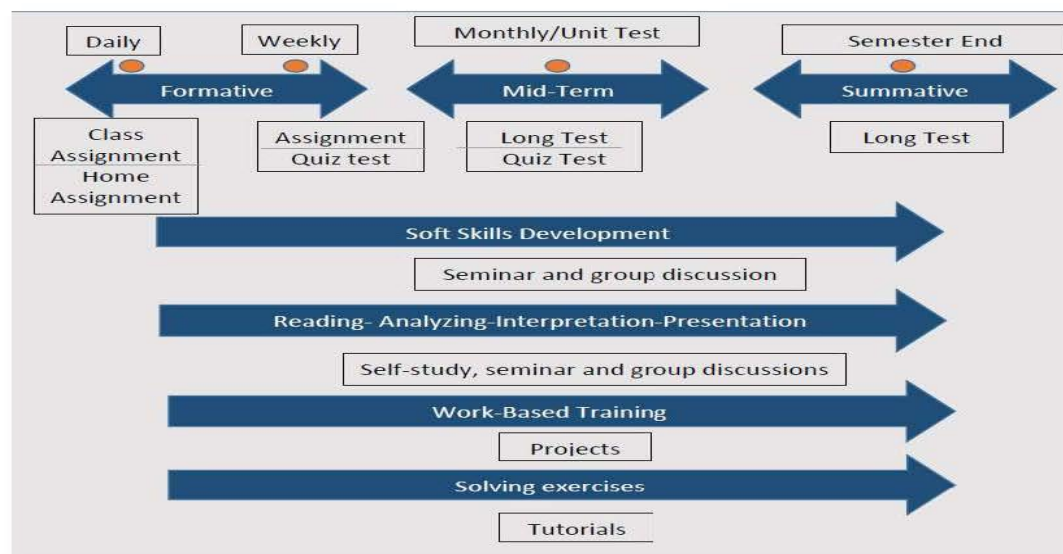 Daily
Weekly
Monthly/Unit Test
Semester End
Formative
Mid-Term
Summative
Class
Assignment
Home
Assignment
Assignment
Quiz test
Long Test
Quiz Test
Long Test
Soft Skills Development
Seminar and group discussion
Reading- Analyzing-Interpretation-Presentation
Self-study, seminar and group discussions
Work-Based Training
Projects
Solving exercises
Tutorials